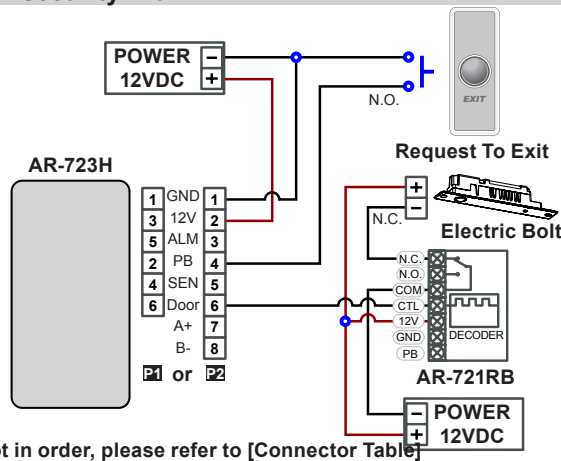 POWER
12VDC
−
+
N.O.
EXIT
Request To Exit
AR-723H
1 GND 1
3 12V 2
5 ALM 3
2 PB 4
4 SEN 5
6 Door 6
A+ 7
B- 8
P1 or P2
+
−
N.C.
Electric Bolt
N.C.
N.O.
COM
CTL
12V
GND
PB
DECODER
AR-721RB
−
+
POWER
12VDC
t in order, please refer to [Connector Table]